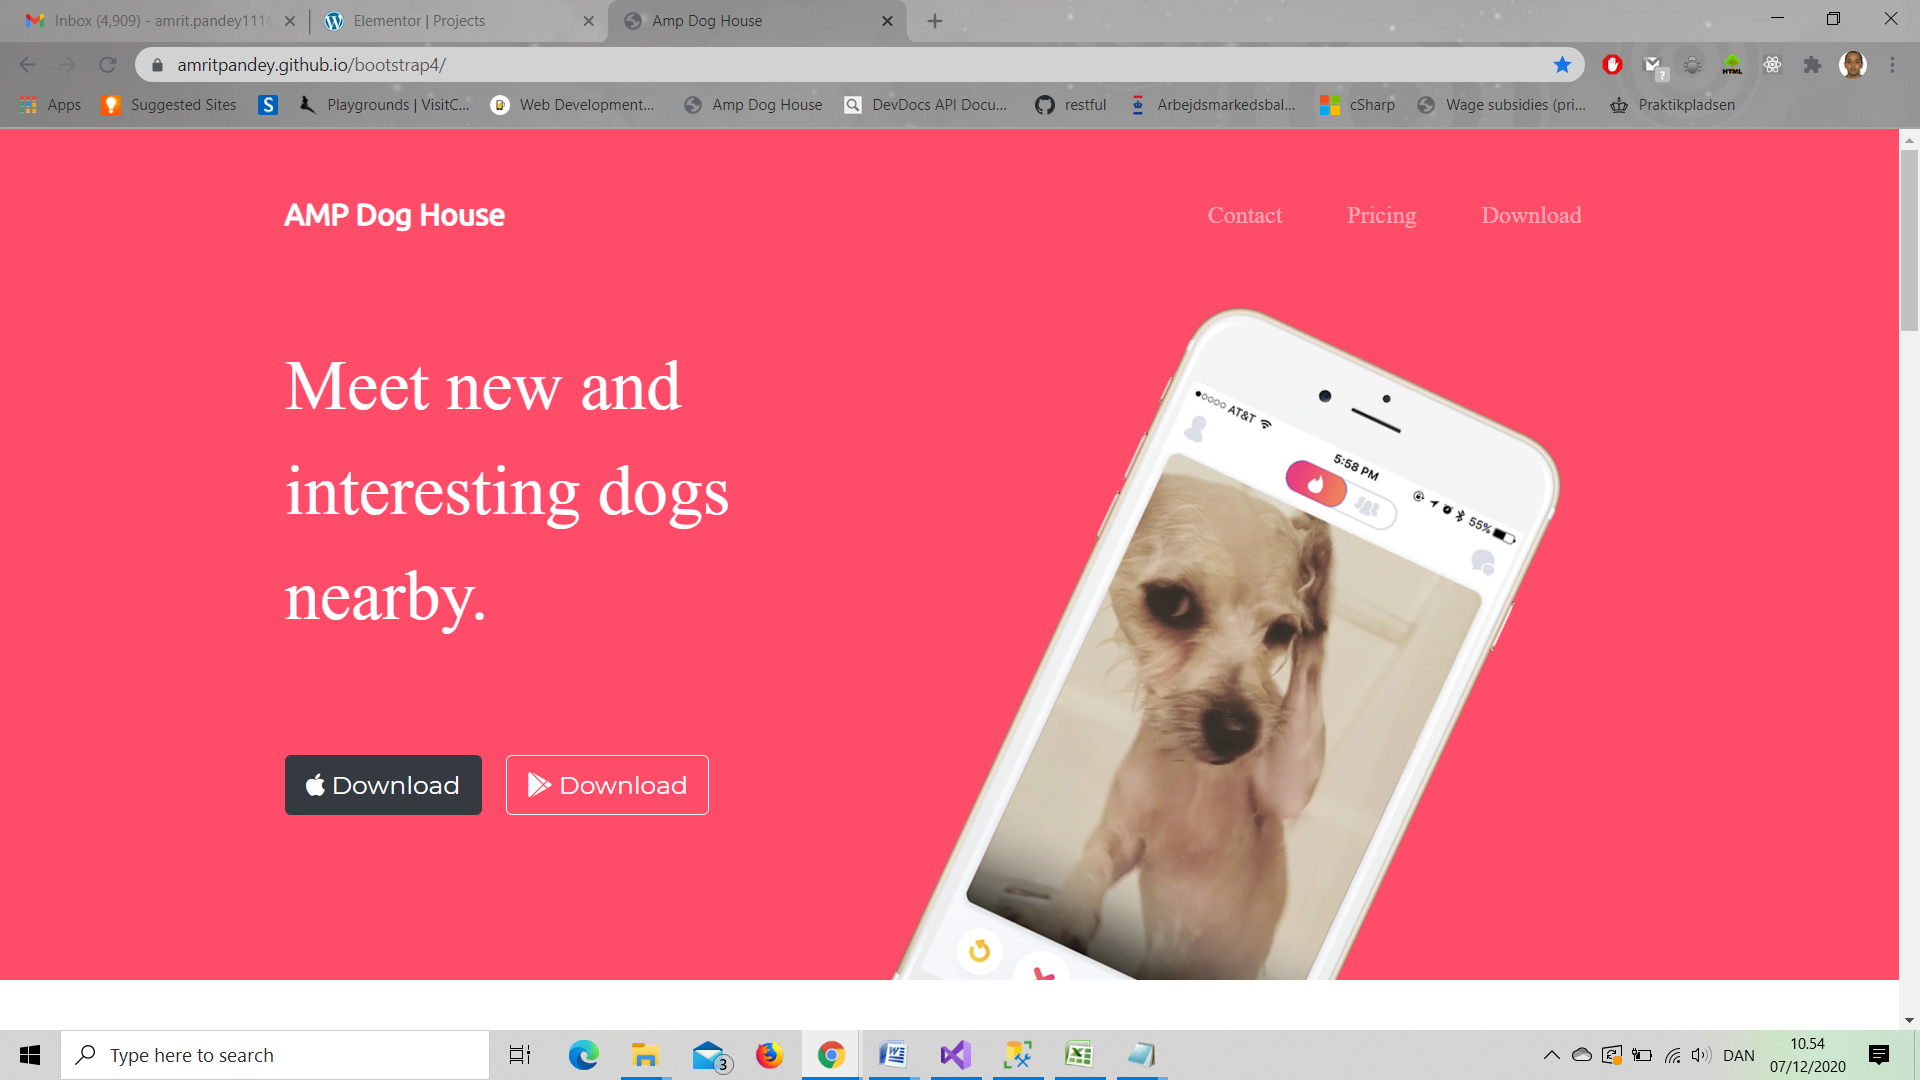 Inbox (4,909) - amrit.pandey111
Elementor | Projects
Amp Dog House
amritpandey.github.io/bootstrap4/
?
HTML
Apps
Suggested Sites
S
Playgrounds | VisitC...
Web Development...
Amp Dog House
DevDocs API Docu...
restful
Arbejdsmarkedsbal...
cSharp
Wage subsidies (pri...
Praktikpladsen
AMP Dog House
Contact
Pricing
Download
Meet new and
interesting dogs
nearby.
AT&T
5:58 PM
55%
Download
Download
Type here to search
3
DAN
10.54
07/12/2020